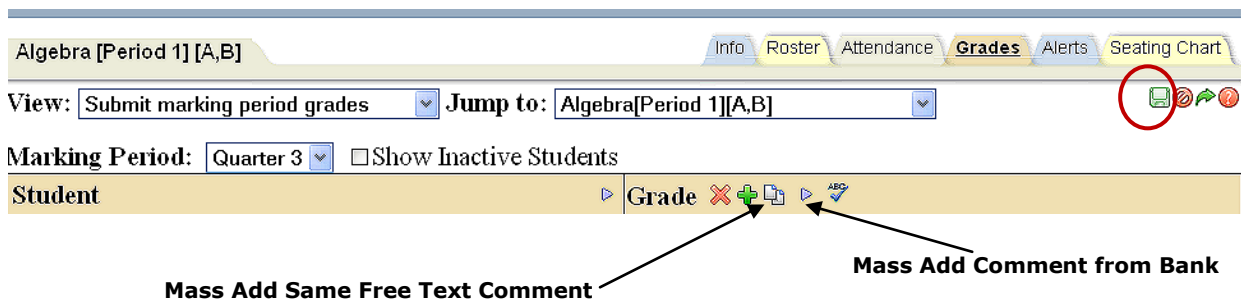 Algebra [Period 1] [A,B] Info Roster Attendance Grades Alerts Seating Chart
View: Submit marking period grades Jump to: Algebra[Period 1][A,B]
Marking Period: Quarter 3 Show Inactive Students
Student Grade ABC
Mass Add Comment from Bank
Mass Add Same Free Text Comment